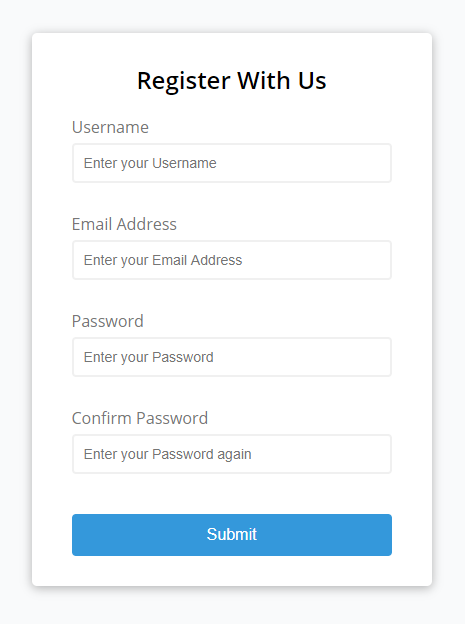 Register With Us
Username
Enter your Username
Email Address
Enter your Email Address
Password
Enter your Password
Confirm Password
Enter your Password again
Submit